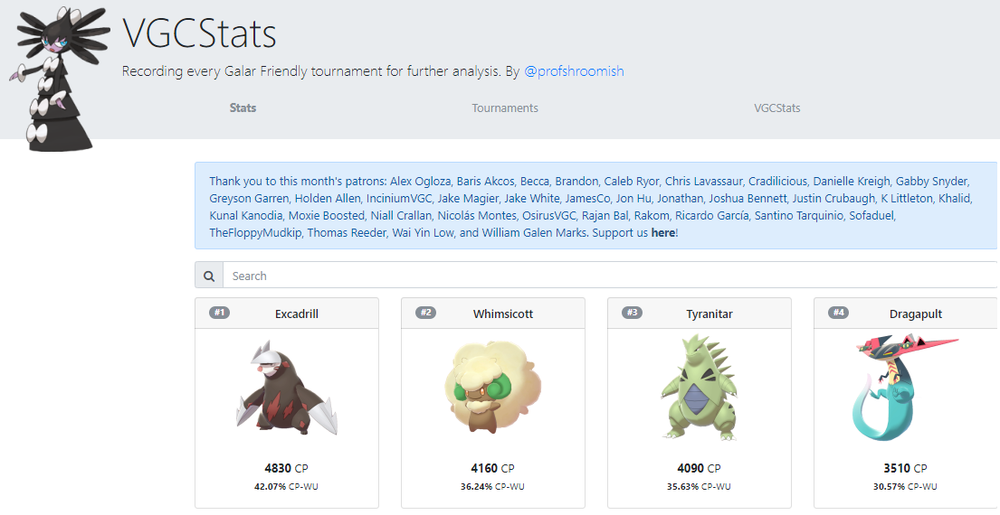 VGCStats
Recording every Galar Friendly tournament for further analysis. By @profshroomish
Stats
Tournaments
VGCStats
Thank you to this month's patrons: Alex Ogloza, Baris Akcos, Becca, Brandon, Caleb Ryor, Chris Lavassaur, Cradilicious, Danielle Kreigh, Gabby Snyder,
Greyson Garren, Holden Allen, InciniumVGC, Jake Magier, Jake White, JamesCo, Jon Hu, Jonathan, Joshua Bennett, Justin Crubaugh, K Littleton, Khalid,
Kunal Kanodia, Moxie Boosted, Niall Crallan, Nicolás Montes, OsirusVGC, Rajan Bal, Rakom, Ricardo García, Santino Tarquinio, Sofaduel,
TheFloppyMudkip, Thomas Reeder, Wai Yin Low, and William Galen Marks. Support us here!
Search
#1 Excadrill
4830 CP
42.07% CP-WU
#2 Whimsicott
4160 CP
36.24% CP-WU
#3 Tyranitar
4090 CP
35.63% CP-WU
#4 Dragapult
3510 CP
30.57% CP-WU